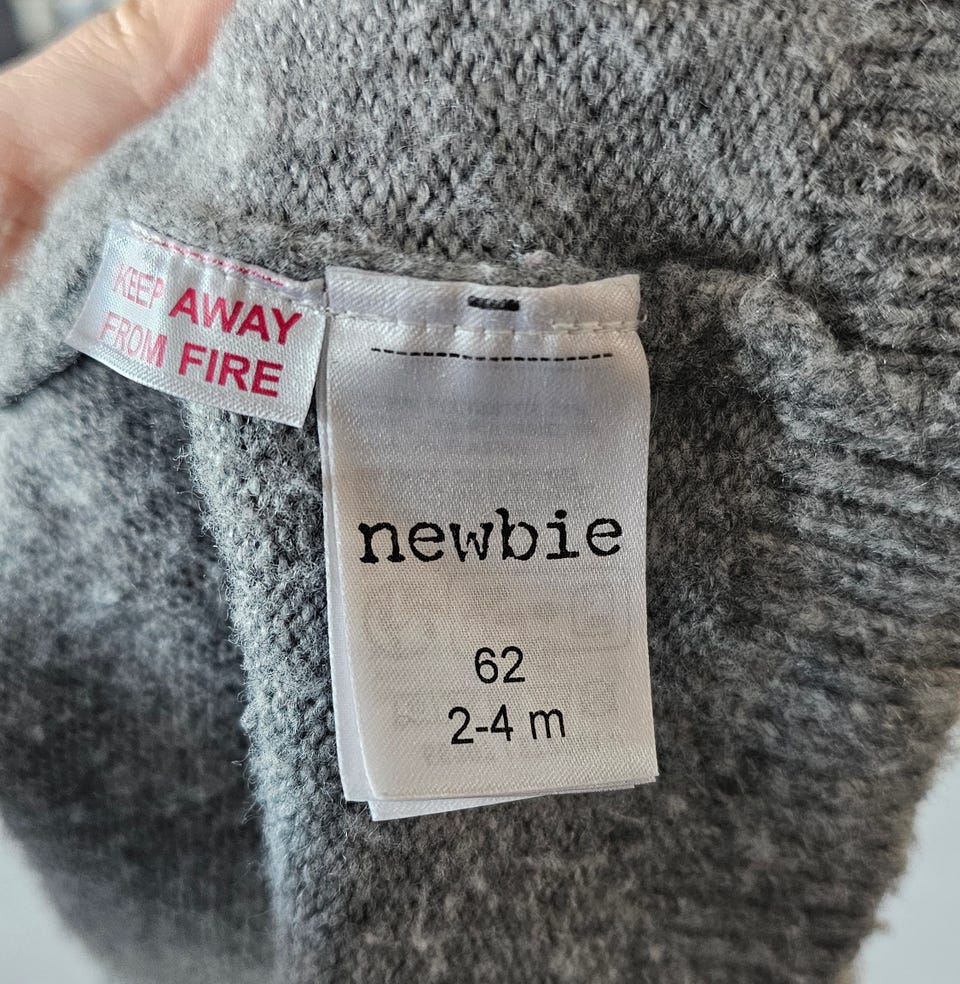 KEEP AWAY
FROM FIRE
newbie
62
2-4 m